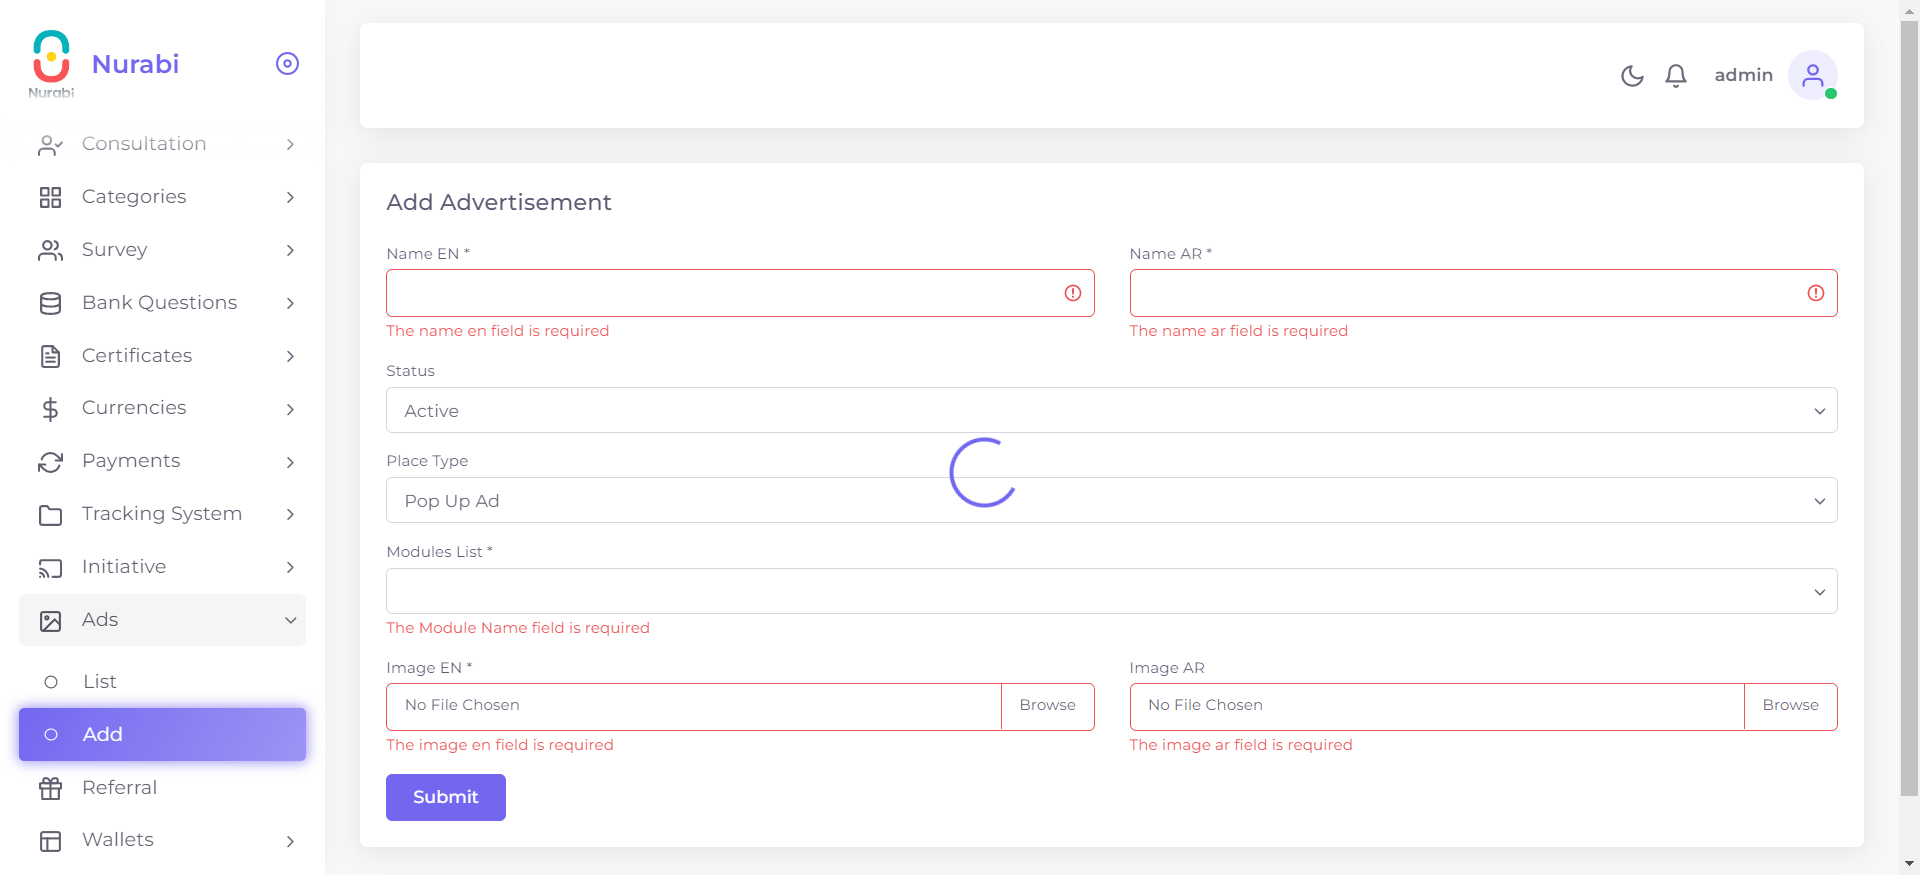 Nurabi
Nurabi
Consultation
Categories
Survey
Bank Questions
Certificates
Currencies
Payments
Tracking System
Initiative
Ads
List
Add
Referral
Wallets
admin
Add Advertisement
Name EN *
Name AR *
The name en field is required
The name ar field is required
Status
Active
Place Type
Pop Up Ad
Modules List *
The Module Name field is required
Image EN *
Image AR
No File Chosen
Browse
No File Chosen
Browse
The image en field is required
The image ar field is required
Submit